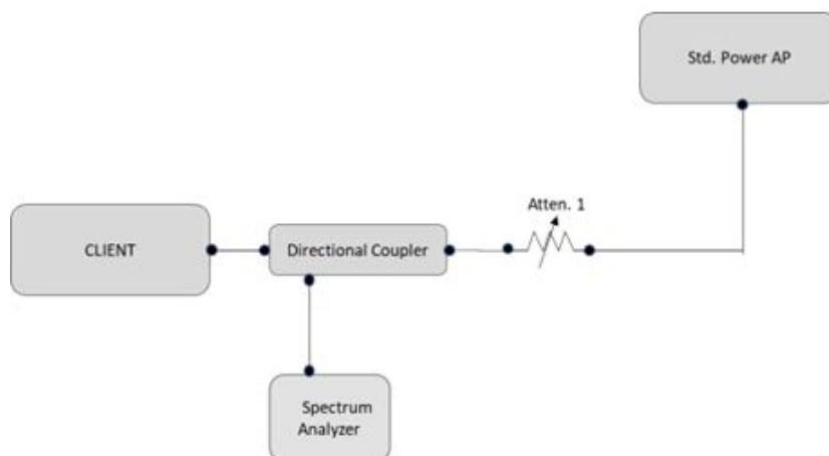 Std. Power AP
Atten. 1
CLIENT
Directional Coupler
Spectrum
Analyzer